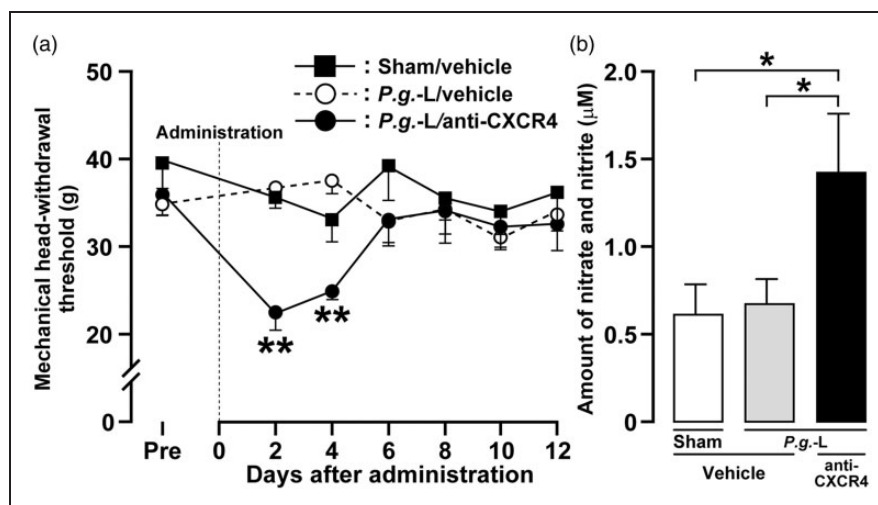 (a)
50
40
30
20
0
Mechanical head-withdrawal
threshold (g)
: Sham/vehicle
: P.g.-L/vehicle
: P.g.-L/anti-CXCR4
Administration
**
**
Pre
0
2
4
6
8
10
12
Days after administration
(b)
2.0
1.5
1.0
0.5
0
Amount of nitrate and nitrite (μM)
*
*
Sham
P.g.-L
Vehicle
anti-
CXCR4